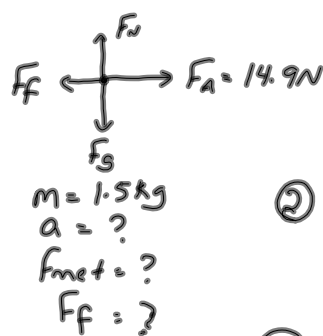 FN
Ff
FA = 14.9N
Fg
m = 1.5kg
a = ?
②
Fnet = ?
Ff = ?